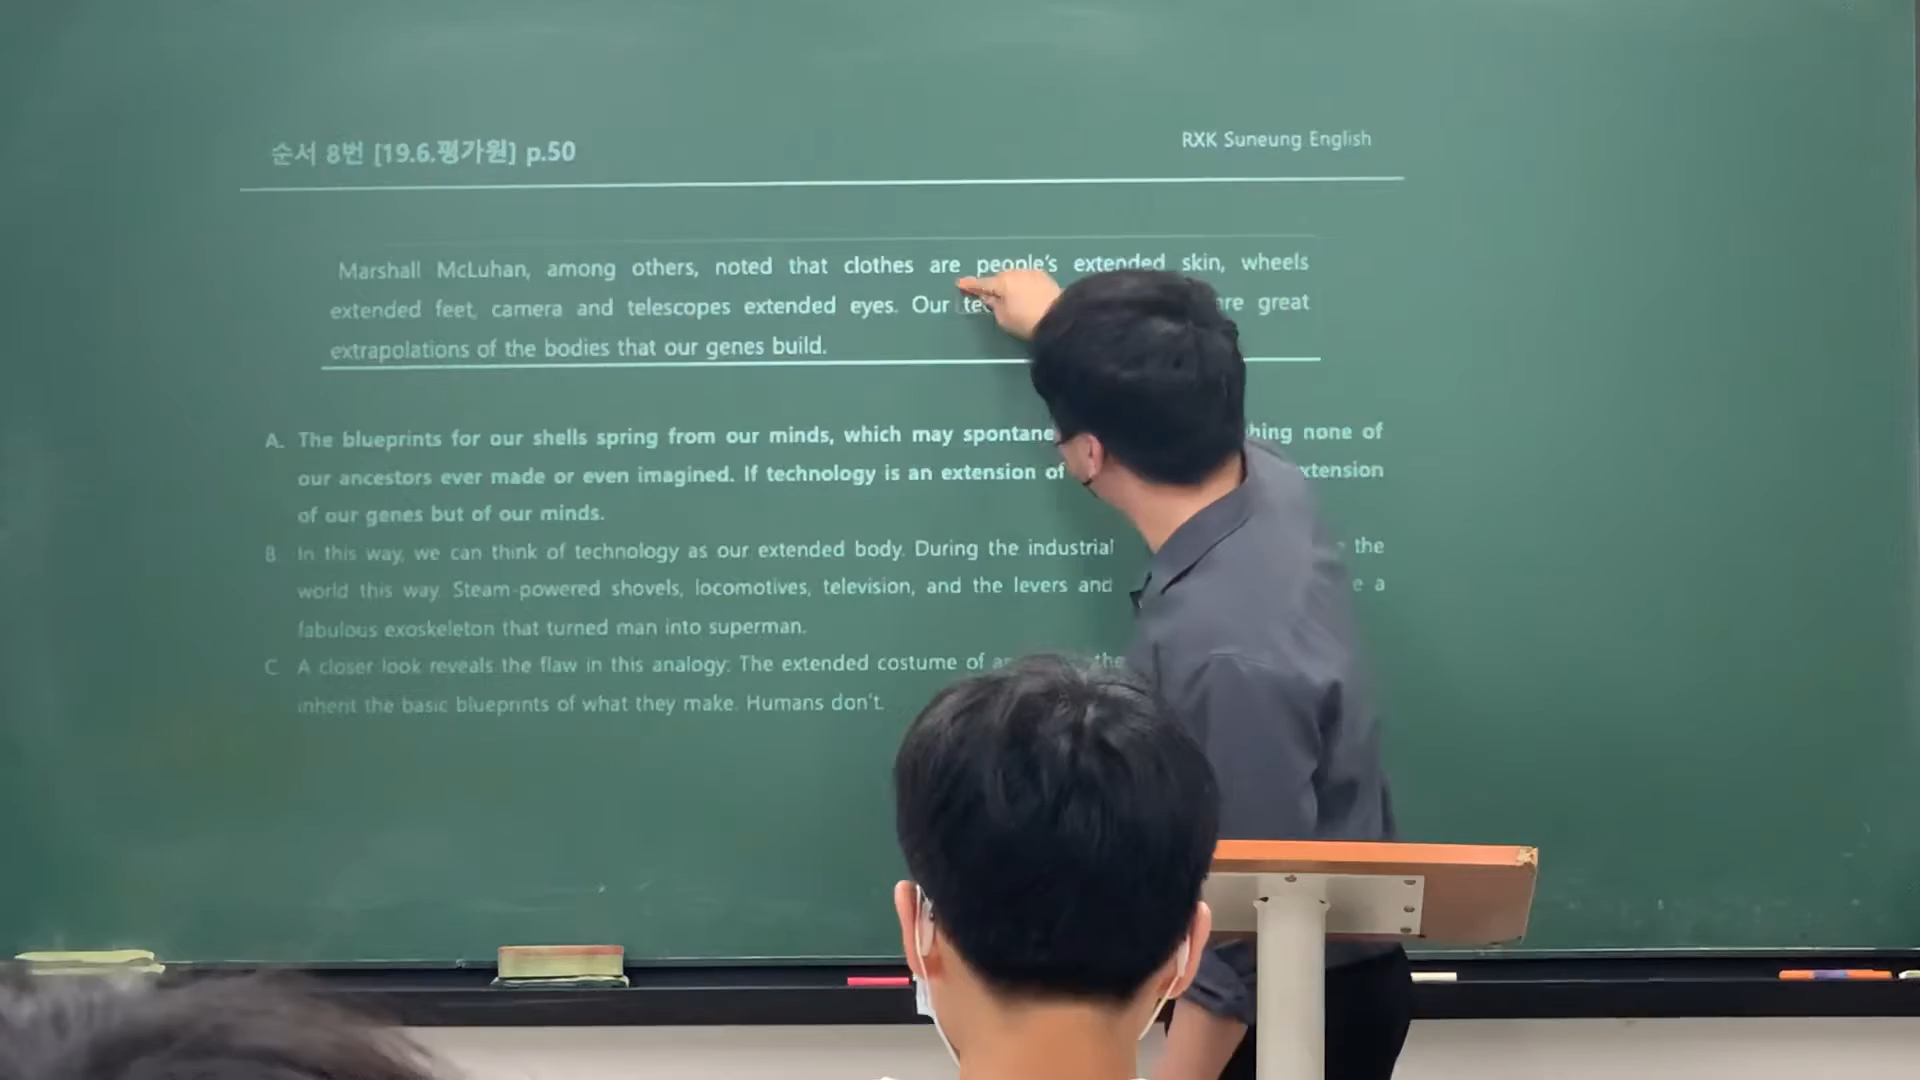 순서 8번 [19.6.평가원] p.50
RXK Suneung English
Marshall McLuhan, among others, noted that clothes are people's extended skin, wheels
extended feet, camera and telescopes extended eyes. Our are great
extrapolations of the bodies that our genes build.
A. The blueprints for our shells spring from our minds, which may none of
our ancestors ever made or even imagined. If technology is an extension of extension
of our genes but of our minds.
B. In this way, we can think of technology as our extended body. During the industrial the
world this way. Steam-powered shovels, locomotives, television, and the levers and a
fabulous exoskeleton that turned man into superman.
C. A closer look reveals the flaw in this analogy: The extended costume of the
inherit the basic blueprints of what they make. Humans don't.